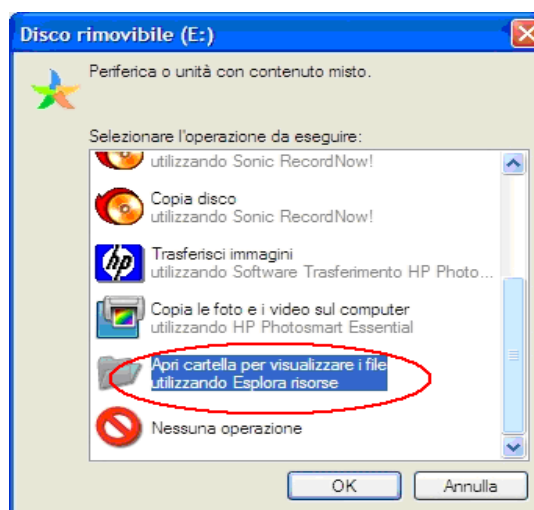 Disco rimovibile (E:)
Periferica o unità con contenuto misto.
Selezionare l'operazione da eseguire:
utilizzando Sonic RecordNow!
Copia disco
utilizzando Sonic RecordNow!
hp
Trasferisci immagini
utilizzando Software Trasferimento HP Photo...
Copia le foto e i video sul computer
utilizzando HP Photosmart Essential
Apri cartella per visualizzare i file
utilizzando Esplora risorse
Nessuna operazione
OK
Annulla